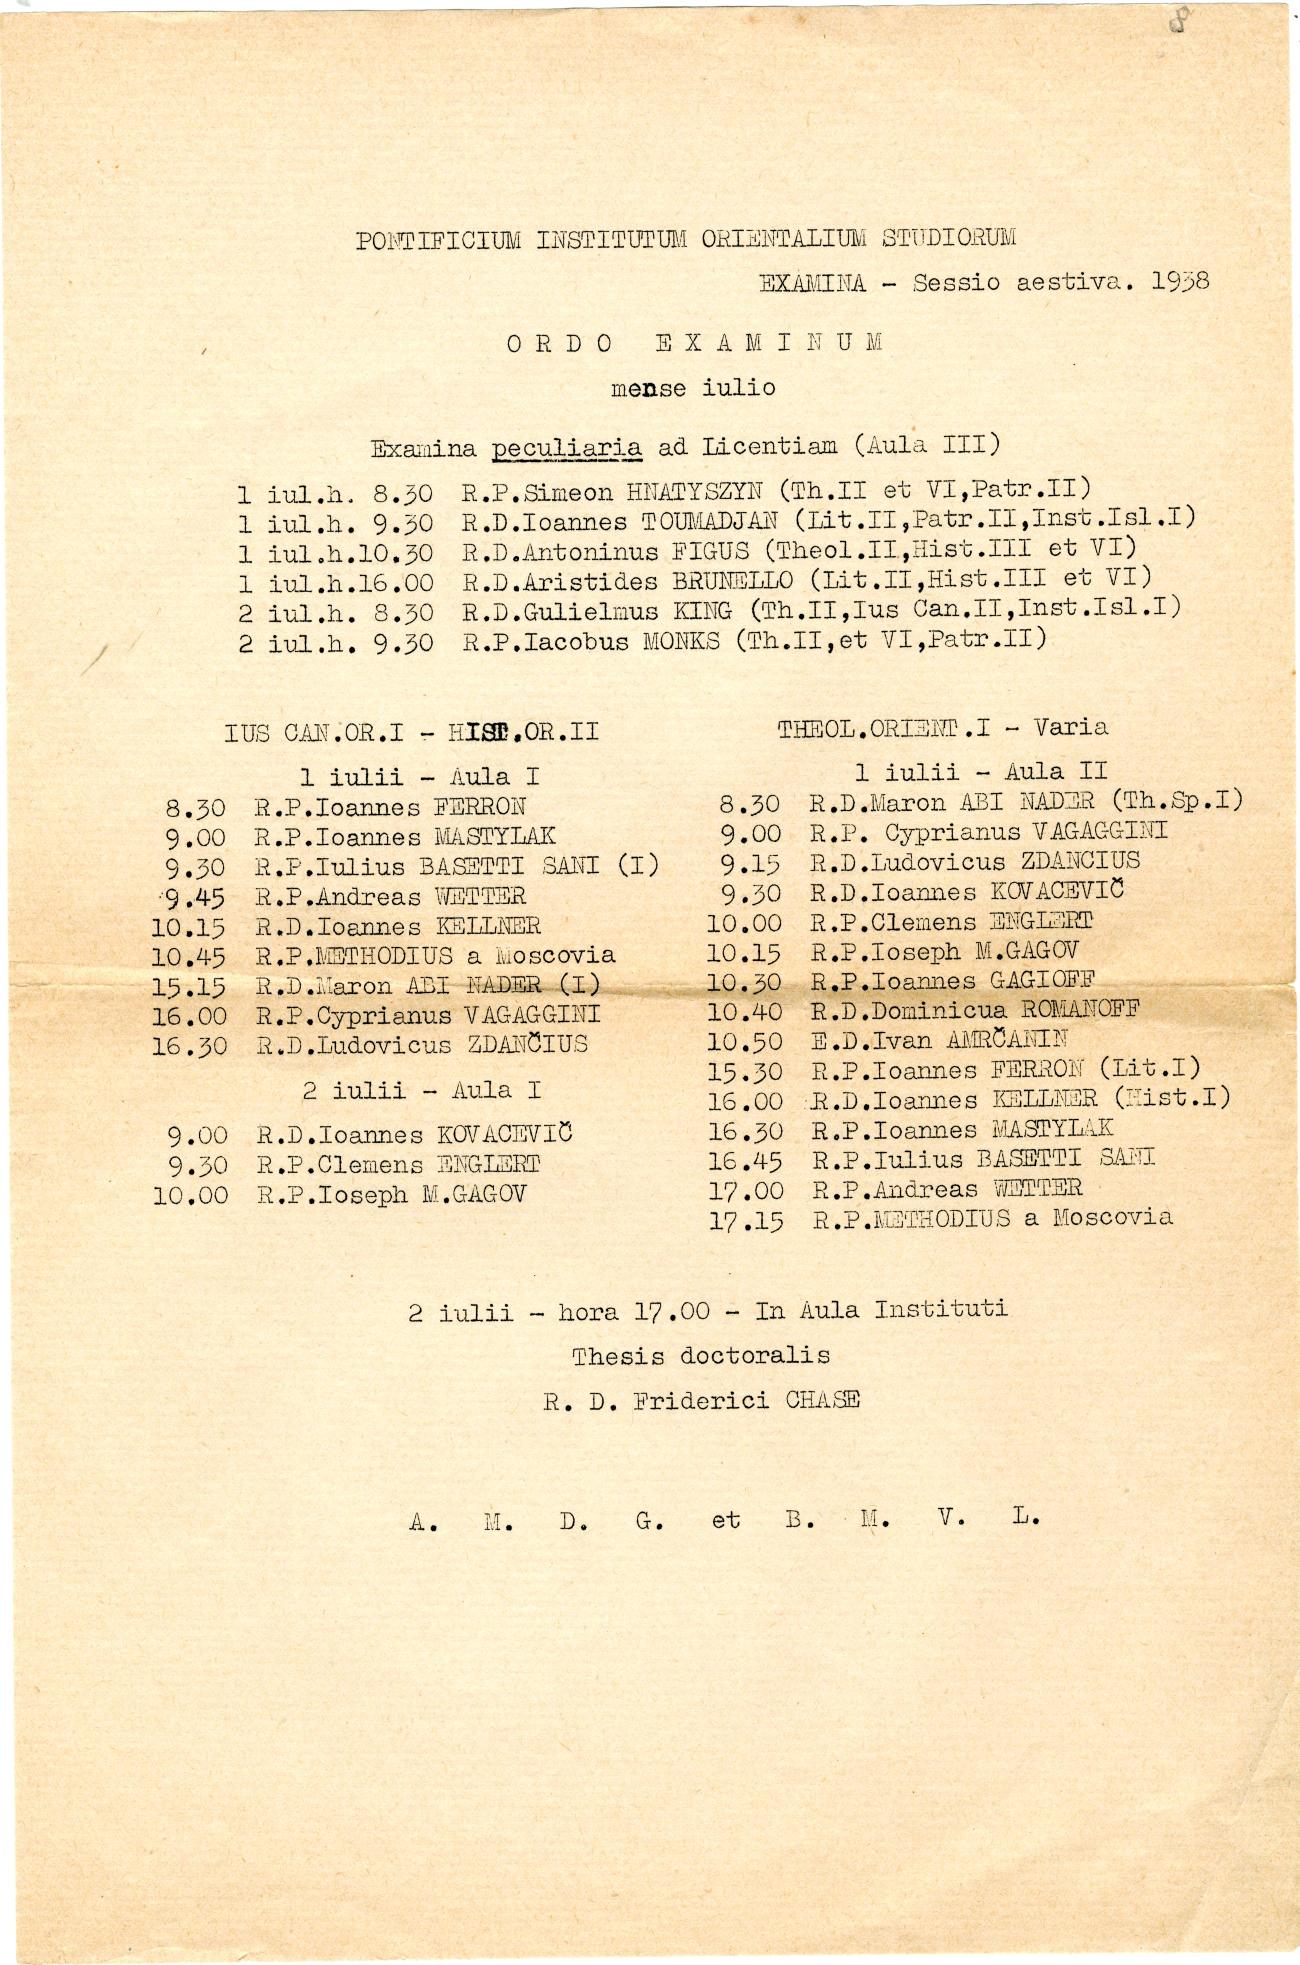 8
PONTIFICIUM INSTITUTUM ORIENTALIUM STUDIORUM
EXAMINA - Sessio aestiva. 1938
O R D O E X A M I N U M
mense iulio
Examina peculiaria ad Licentiam (Aula III)
1 iul.h. 8.30 R.P.Simeon HNATYSZYN (Th.II et VI,Patr.II)
1 iul.h. 9.30 R.D.Ioannes TOUMADJAN (Lit.II,Patr.II,Inst.Isl.I)
1 iul.h.10.30 R.D.Antoninus FIGUS (Theol.II,Hist.III et VI)
1 iul.h.16.00 R.D.Aristides BRUNELLO (Lit.II,Hist.III et VI)
2 iul.h. 8.30 R.D.Gulielmus KING (Th.II,Ius Can.II,Inst.Isl.I)
2 iul.h. 9.30 R.P.Iacobus MONKS (Th.II,et VI,Patr.II)
IUS CAN.OR.I - HIST.OR.II
1 iulii - Aula I
8.30 R.P.Ioannes FERRON
9.00 R.P.Ioannes MASTYLAK
9.30 R.P.Iulius BASETTI SANI (I)
9.45 R.P.Andreas WETTER
10.15 R.D.Ioannes KELLNER
10.45 R.P.METHODIUS a Moscovia
15.15 R.D.Maron ABI NADER (I)
16.00 R.P.Cyprianus VAGAGGINI
16.30 R.D.Ludovicus ZDANČIUS
2 iulii - Aula I
9.00 R.D.Ioannes KOVACEVIČ
9.30 R.P.Clemens ENGLERT
10.00 R.P.Ioseph M.GAGOV
THEOL.ORIENT.I - Varia
1 iulii - Aula II
8.30 R.D.Maron ABI NADER (Th.Sp.I)
9.00 R.P. Cyprianus VAGAGGINI
9.15 R.D.Ludovicus ZDANCIUS
9.30 R.D.Ioannes KOVACEVIČ
10.00 R.P.Clemens ENGLERT
10.15 R.P.Ioseph M.GAGOV
10.30 R.P.Ioannes GAGIOFF
10.40 R.D.Dominicua ROMANOFF
10.50 E.D.Ivan AMRČANIN
15.30 R.P.Ioannes FERRON (Lit.I)
16.00 R.D.Ioannes KELLNER (Hist.I)
16.30 R.P.Ioannes MASTYLAK
16.45 R.P.Iulius BASETTI SANI
17.00 R.P.Andreas WETTER
17.15 R.P.METHODIUS a Moscovia
2 iulii - hora 17.00 - In Aula Instituti
Thesis doctoralis
R. D. Friderici CHASE
A. M. D. G. et B. M. V. L.